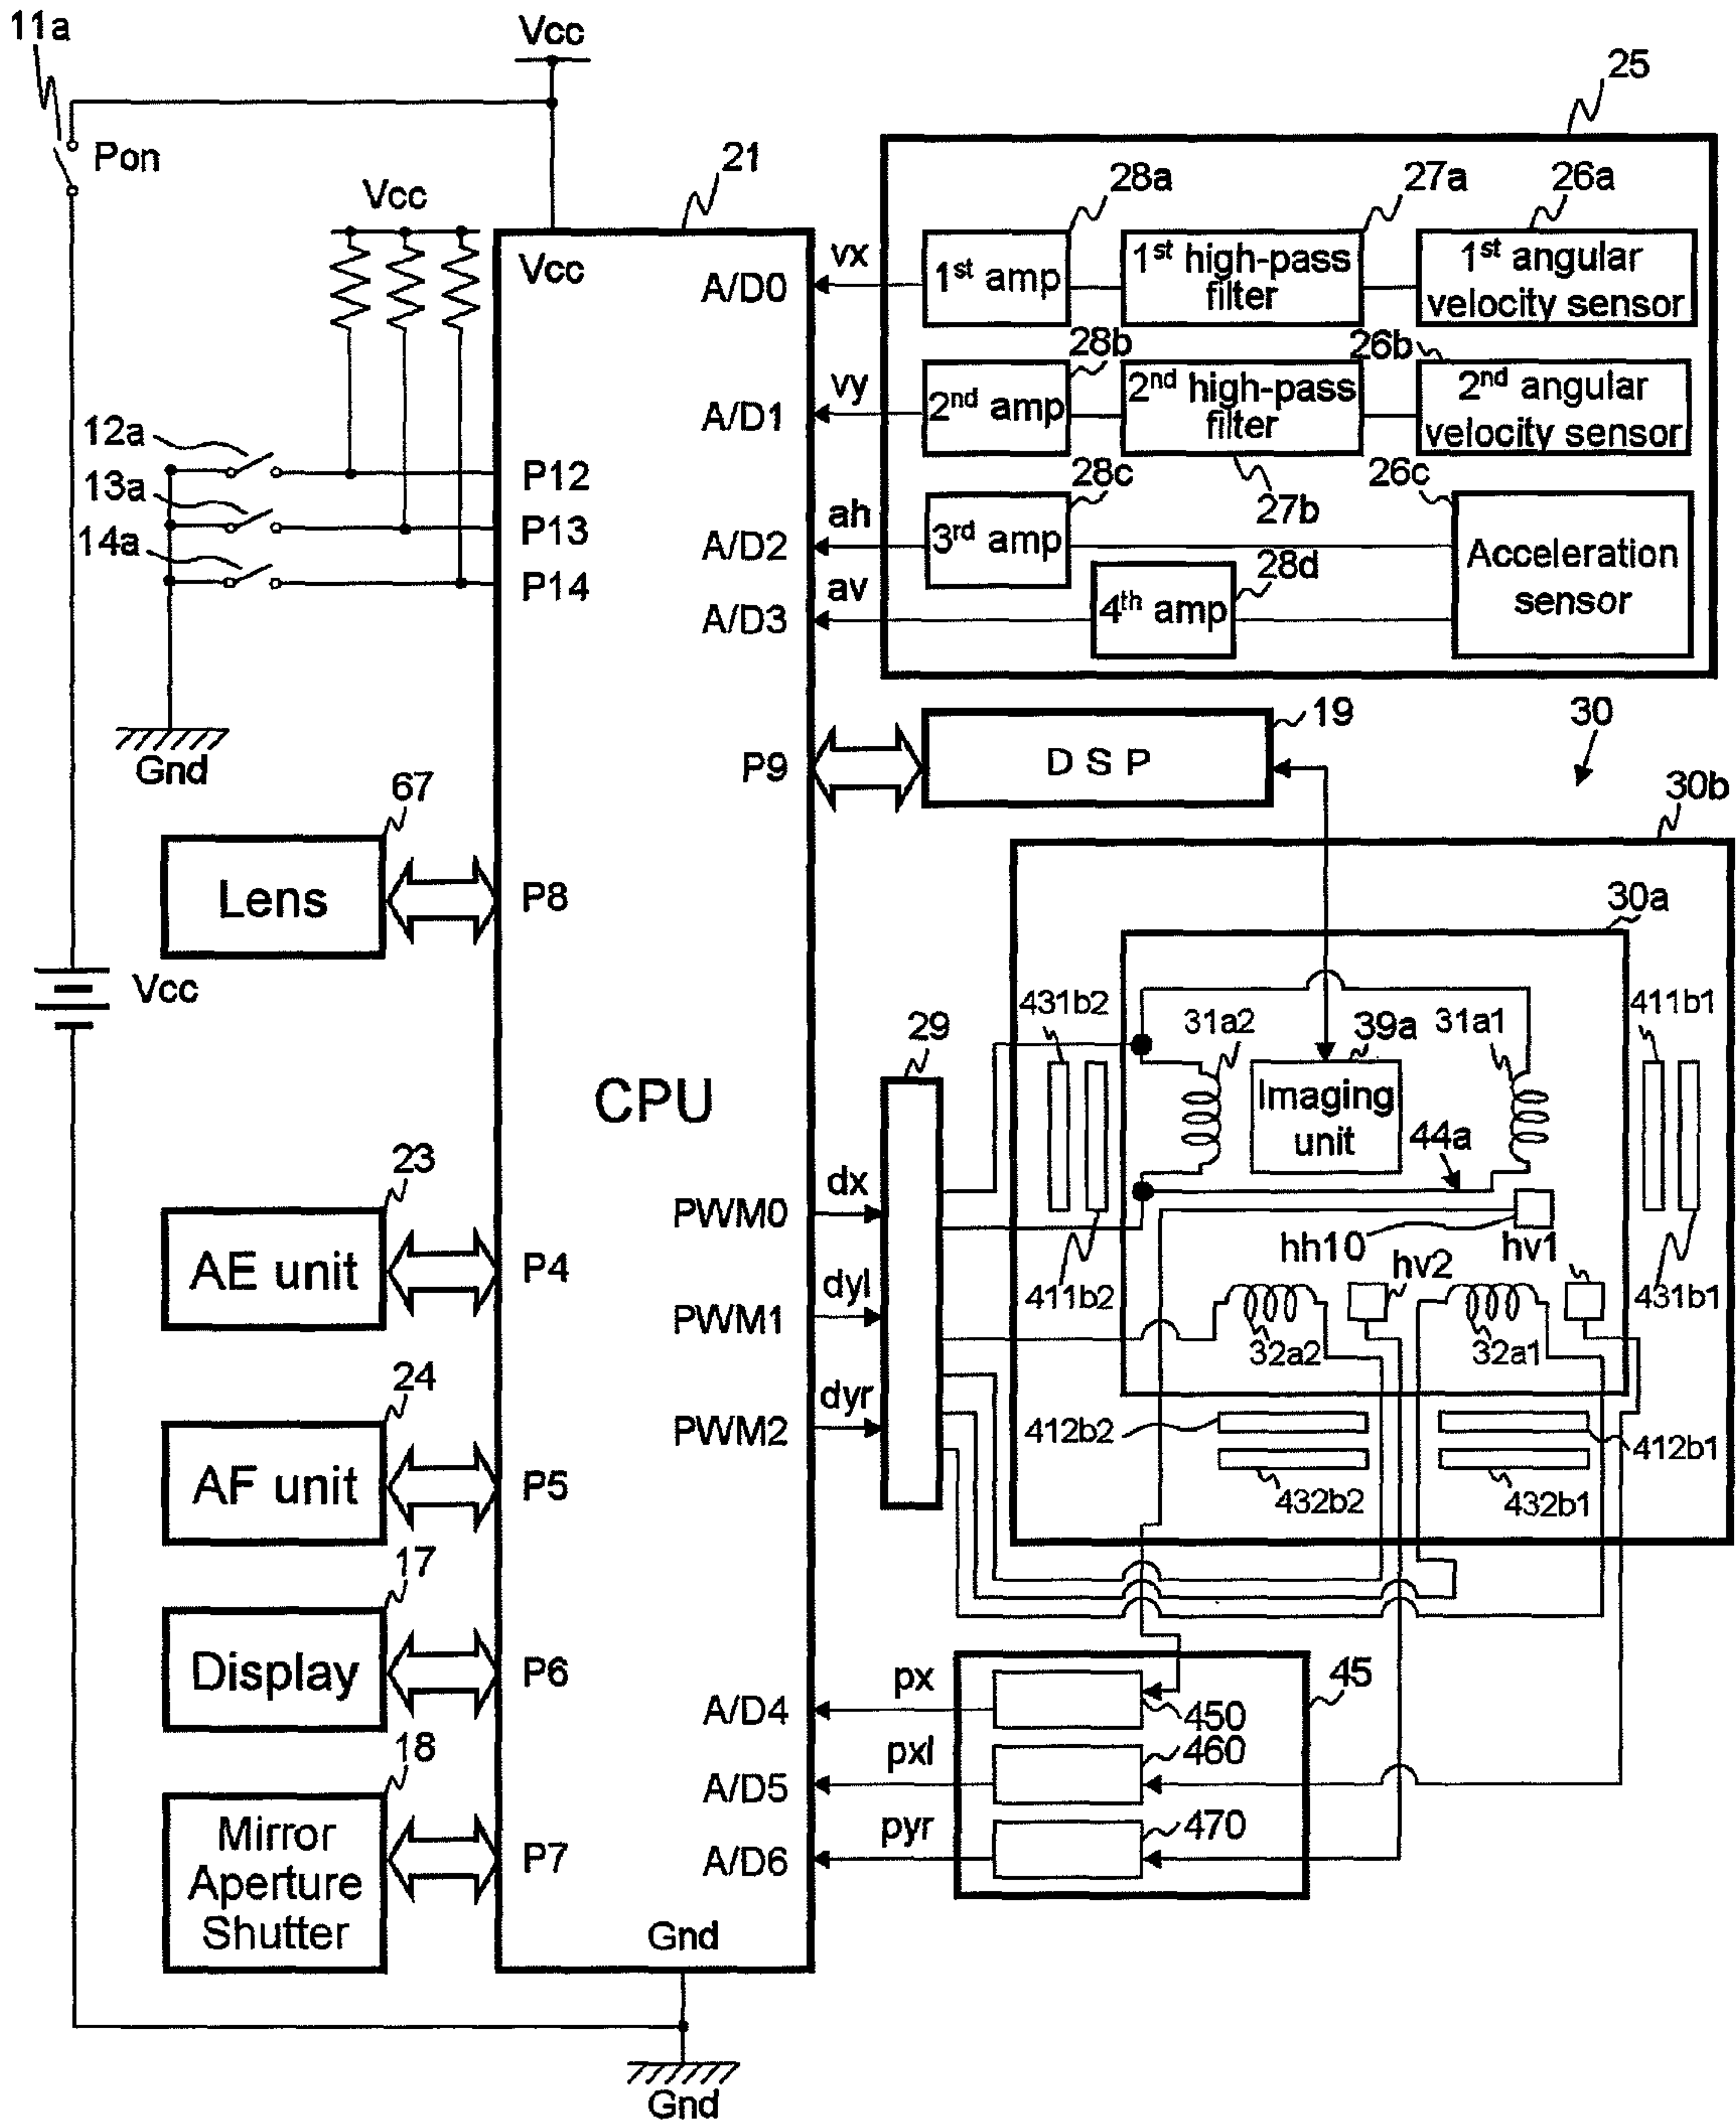 11a
Vcc
25
Pon
21
28a
27a
26a
Vcc
Vcc
A/D0
vx
1st amp
1st high-pass
filter
1st angular
velocity sensor
28b
26b
vy
A/D1
2nd amp
2nd high-pass
filter
2nd angular
velocity sensor
12a
P12
28c
27b
26c
13a
P13
ah
A/D2
3rd amp
Acceleration
sensor
14a
P14
av
A/D3
4th amp
28d
Gnd
P9
DSP
19
30
67
30b
Lens
P8
30a
Vcc
29
431b2
31a2
39a
31a1
411b1
CPU
Imaging
unit
44a
23
dx
PWM0
AE unit
P4
hh10
hv1
411b2
hv2
431b1
dyl
PWM1
32a2
32a1
24
dyr
PWM2
412b2
412b1
AF unit
P5
432b2
432b1
17
Display
P6
px
A/D4
450
45
18
pxl
A/D5
460
Mirror
Aperture
Shutter
P7
pyr
A/D6
470
Gnd
Gnd